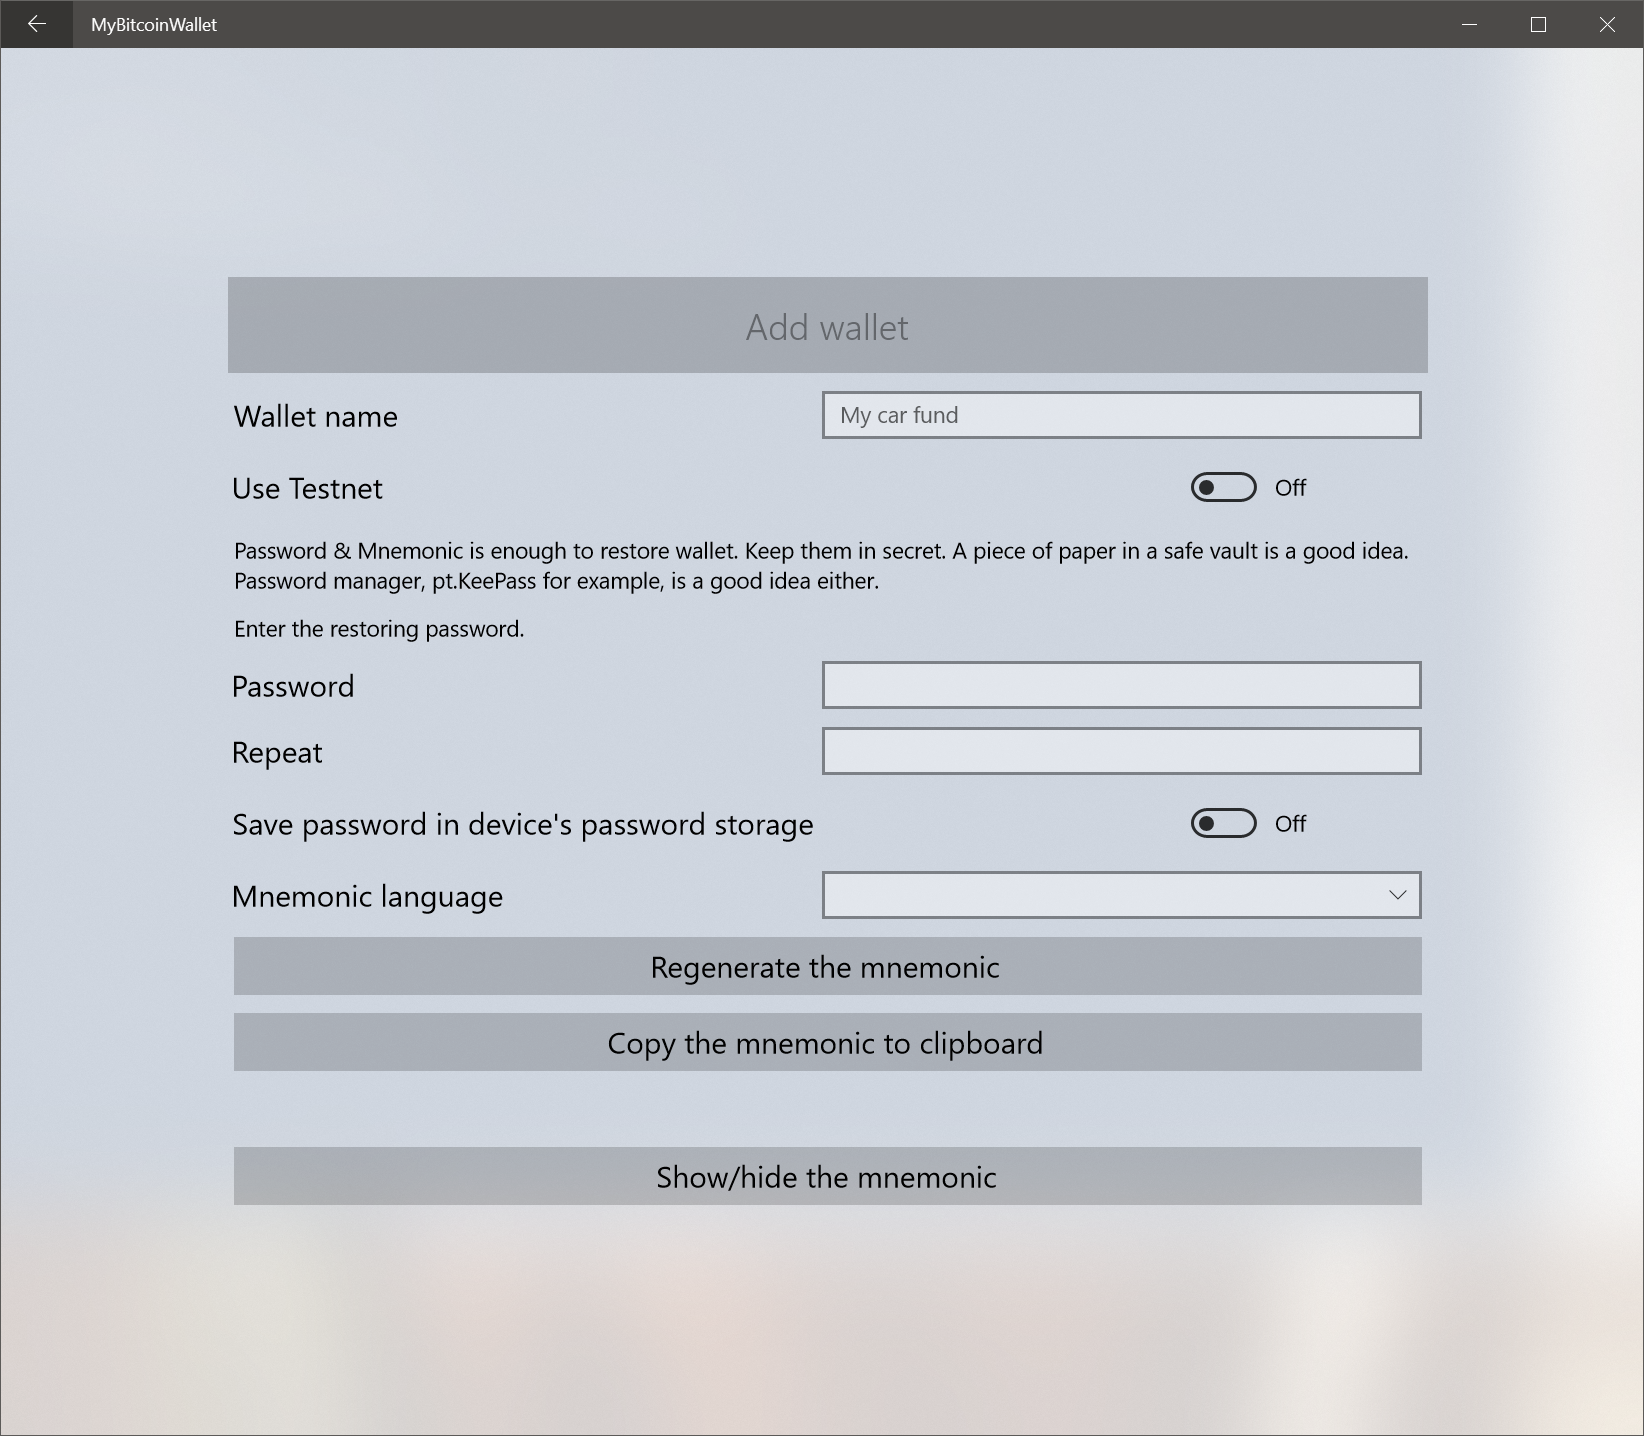 MyBitcoinWallet
Add wallet
Wallet name
My car fund
Use Testnet
Off
Password & Mnemonic is enough to restore wallet. Keep them in secret. A piece of paper in a safe vault is a good idea.
Password manager, pt.KeePass for example, is a good idea either.
Enter the restoring password.
Password
Repeat
Save password in device's password storage
Off
Mnemonic language
Regenerate the mnemonic
Copy the mnemonic to clipboard
Show/hide the mnemonic